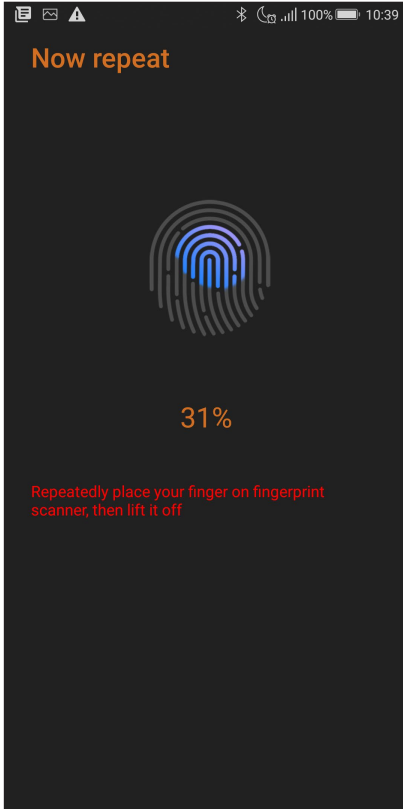 100% 10:39
Now repeat
31%
Repeatedly place your finger on fingerprint
scanner, then lift it off